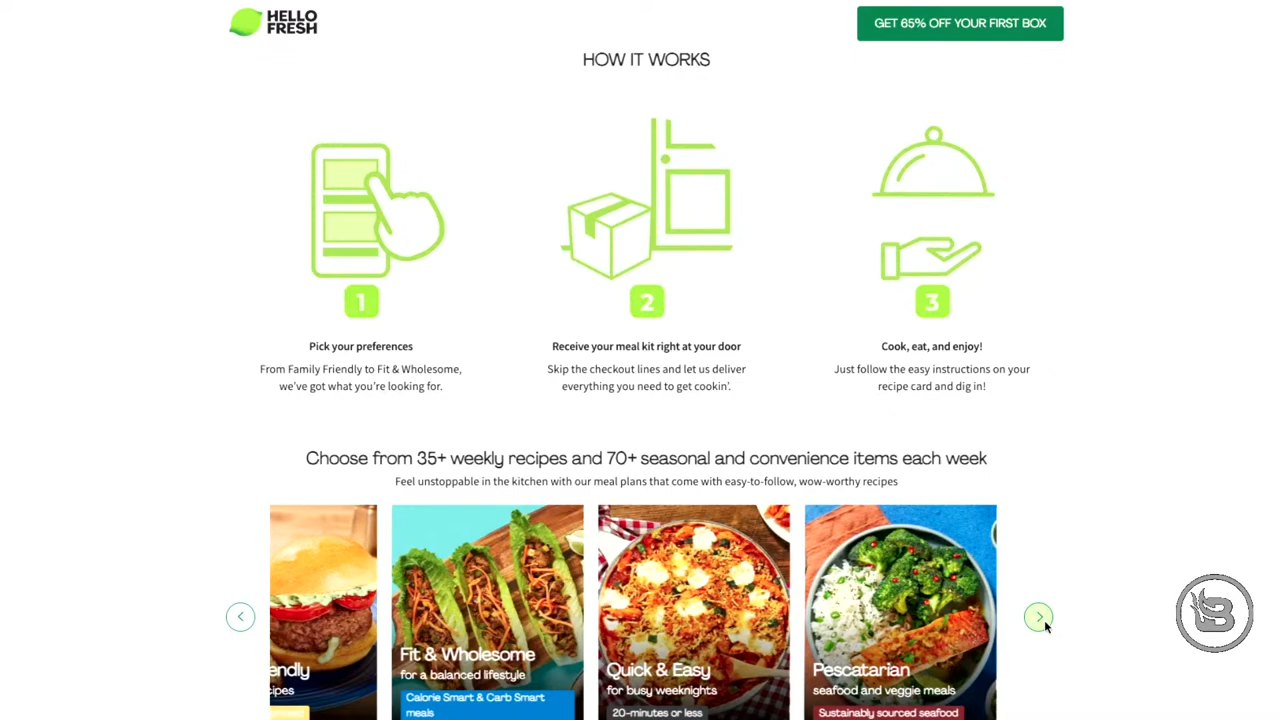 HELLO
FRESH
GET 65% OFF YOUR FIRST BOX
HOW IT WORKS
1
2
3
Pick your preferences
From Family Friendly to Fit & Wholesome,
we've got what you're looking for.
Receive your meal kit right at your door
Skip the checkout lines and let us deliver
everything you need to get cookin'.
Cook, eat, and enjoy!
Just follow the easy instructions on your
recipe card and dig in!
Choose from 35+ weekly recipes and 70+ seasonal and convenience items each week
Feel unstoppable in the kitchen with our meal plans that come with easy-to-follow, wow-worthy recipes
endly
cipes
Fit & Wholesome
for a balanced lifestyle
Calorie Smart & Carb Smart
meals
Quick & Easy
for busy weeknights
20-minutes or less
Pescatarian
seafood and veggie meals
Sustainably sourced seafood
B